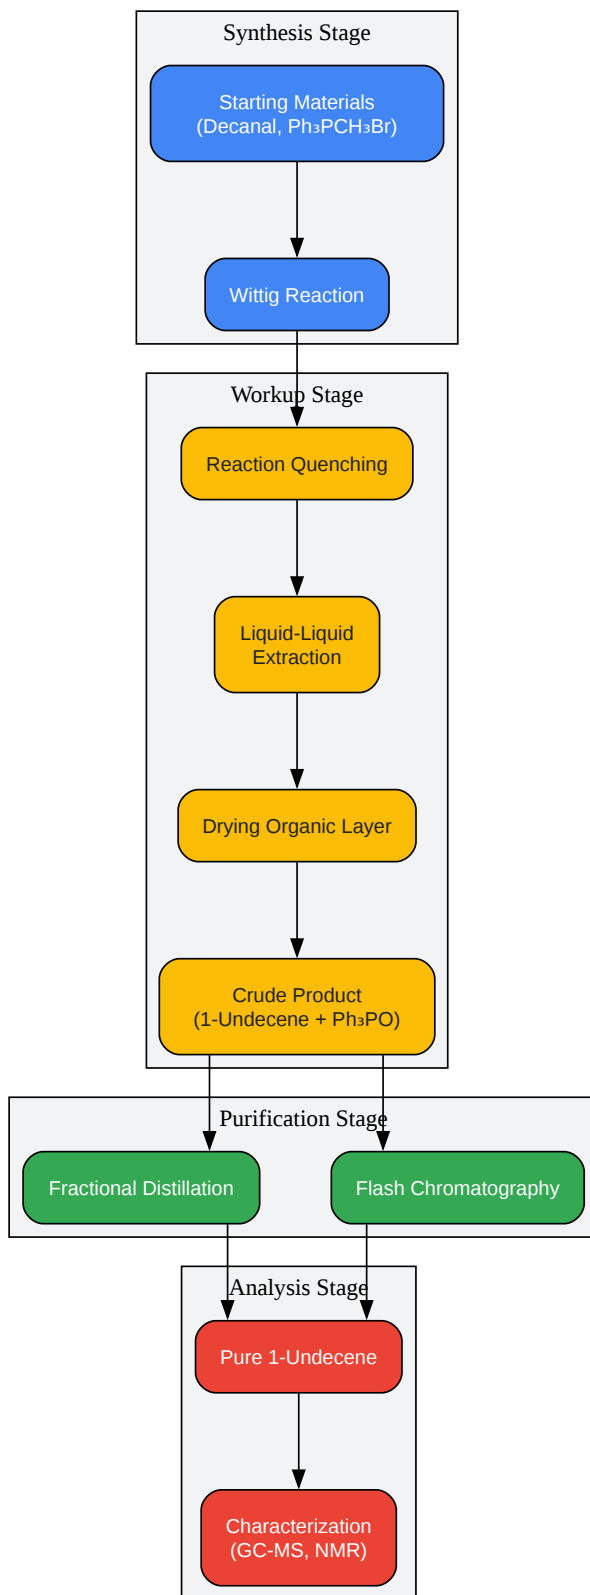 Synthesis Stage
Starting Materials
(Decanal, Ph₃PCH₃Br)
Wittig Reaction
Workup Stage
Reaction Quenching
Liquid-Liquid
Extraction
Drying Organic Layer
Crude Product
(1-Undecene + Ph₃PO)
Purification Stage
Fractional Distillation
Flash Chromatography
Analysis Stage
Pure 1-Undecene
Characterization
(GC-MS, NMR)